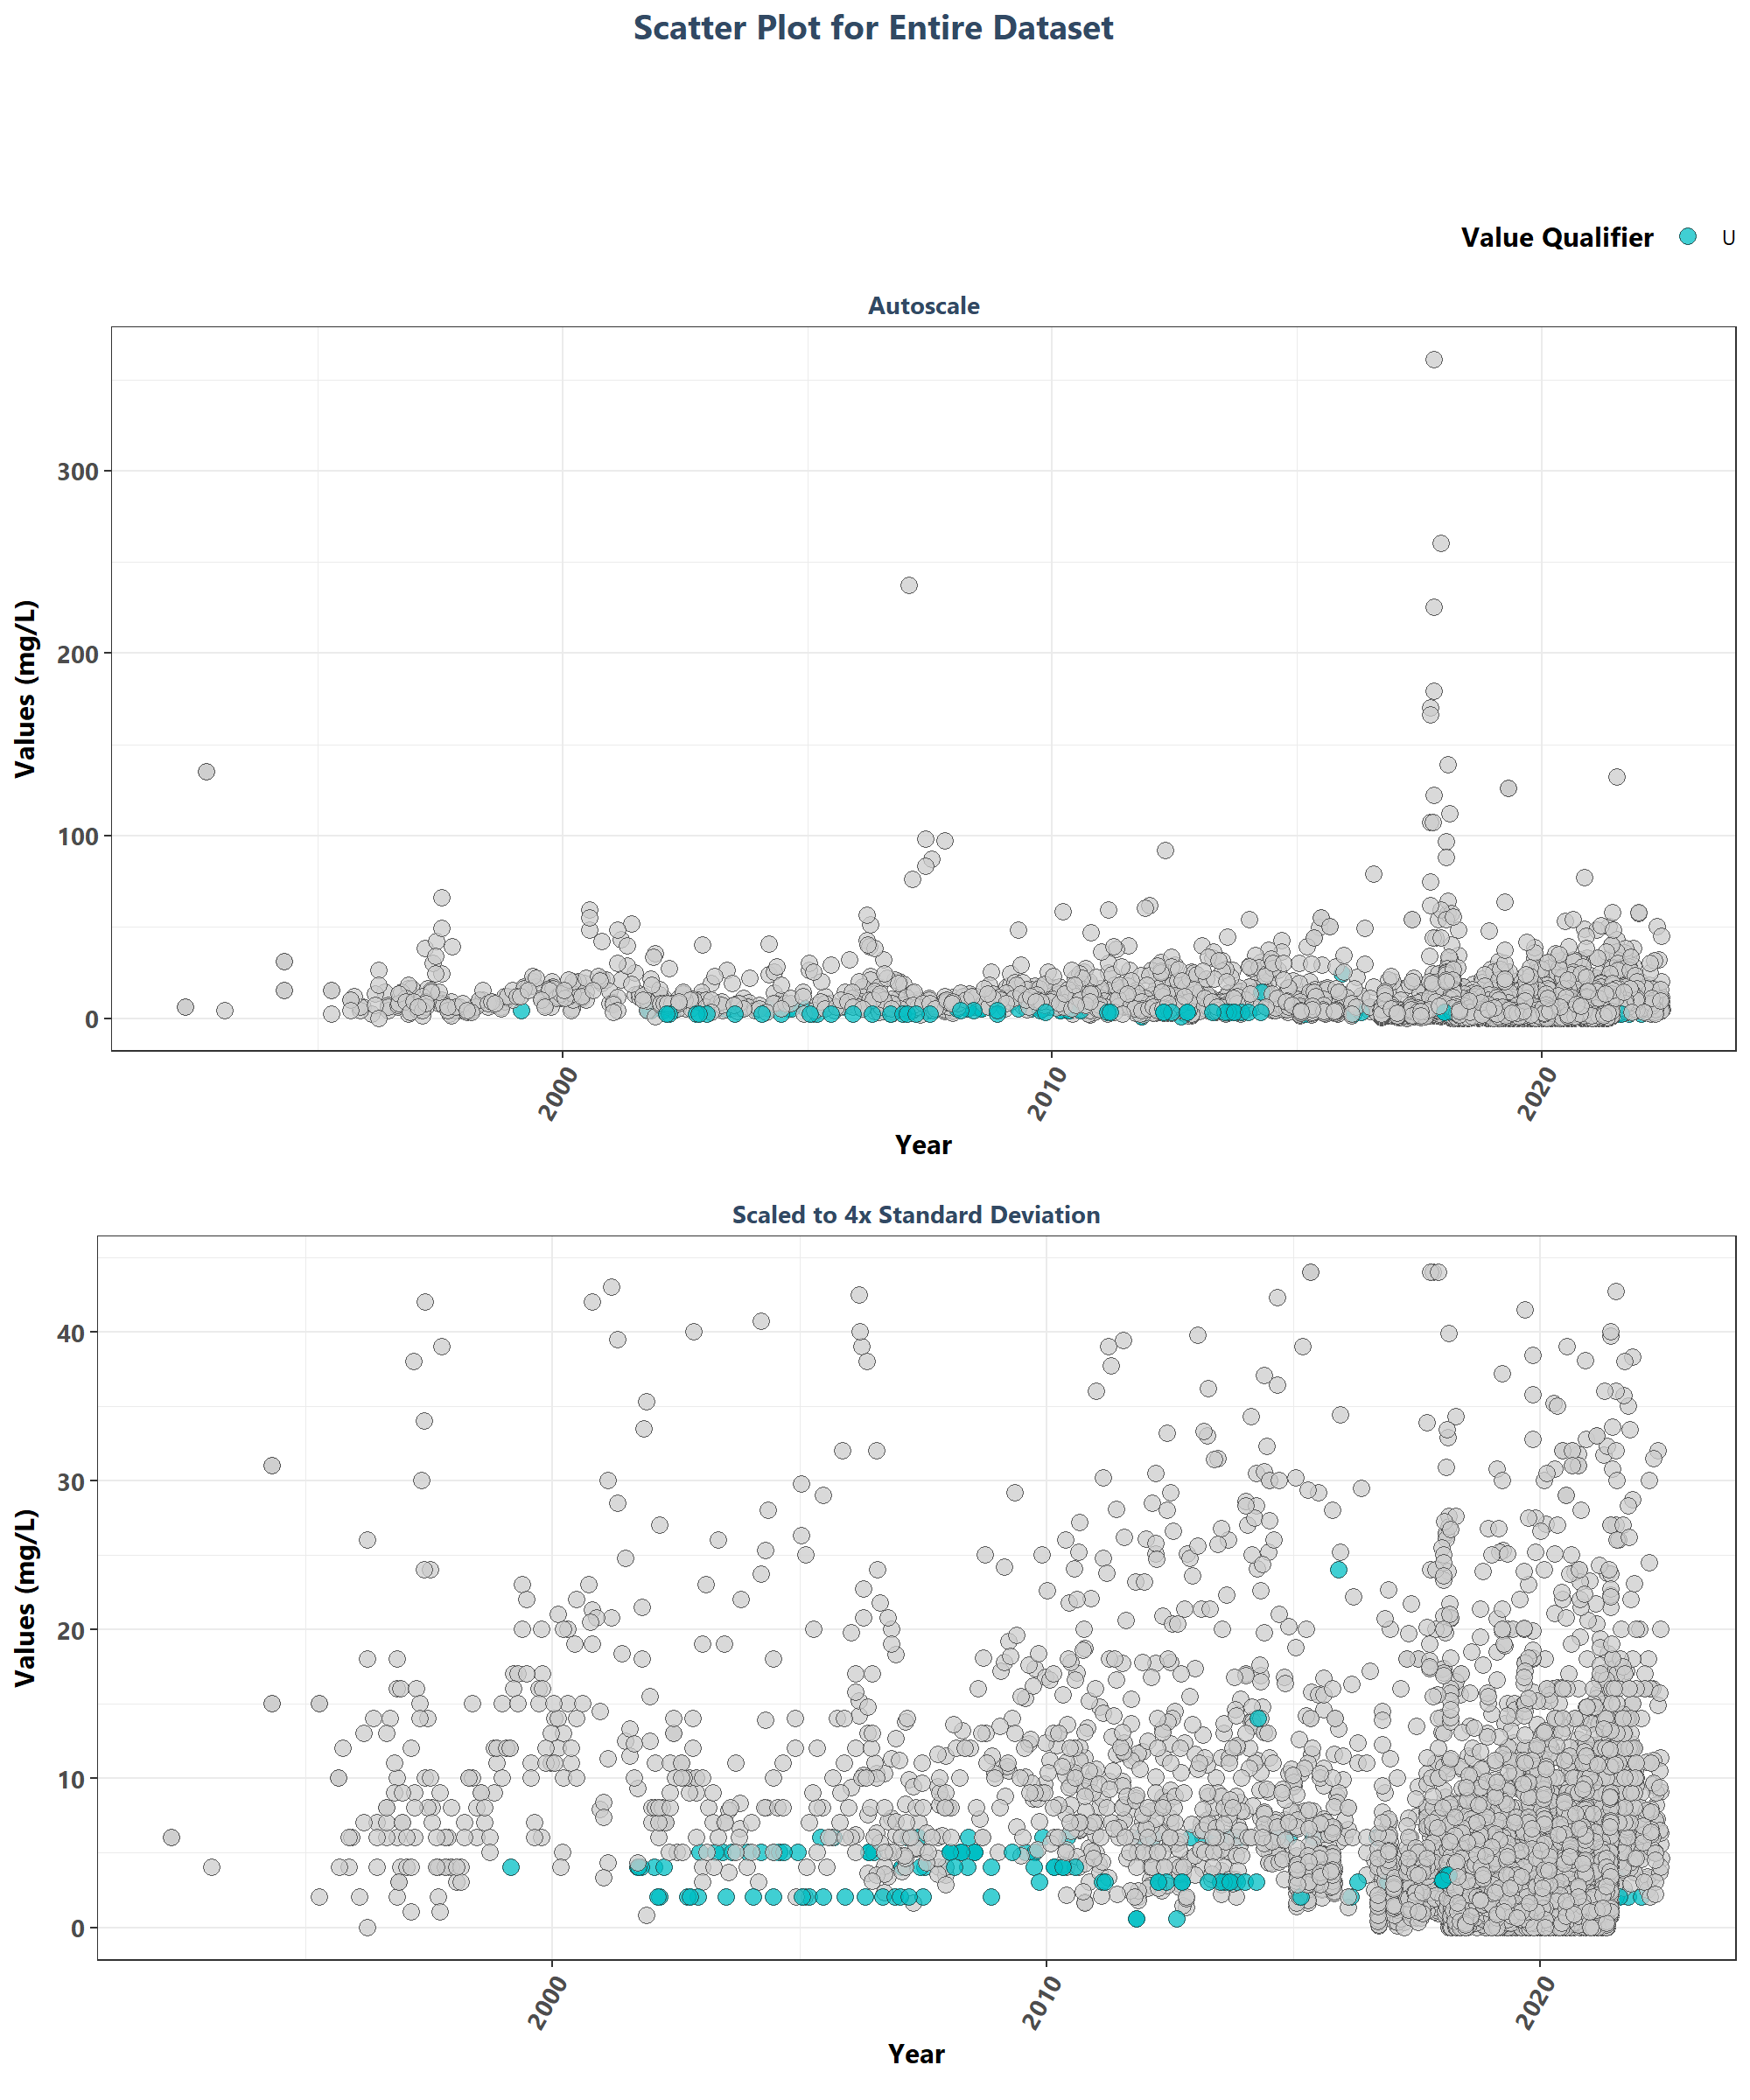 Scatter Plot for Entire Dataset
Value Qualifier U
Autoscale
Values (mg/L)
300
200
100
0
2000 2010 2020
Year
Scaled to 4x Standard Deviation
Values (mg/L)
40
30
20
10
0
2000 2010 2020
Year